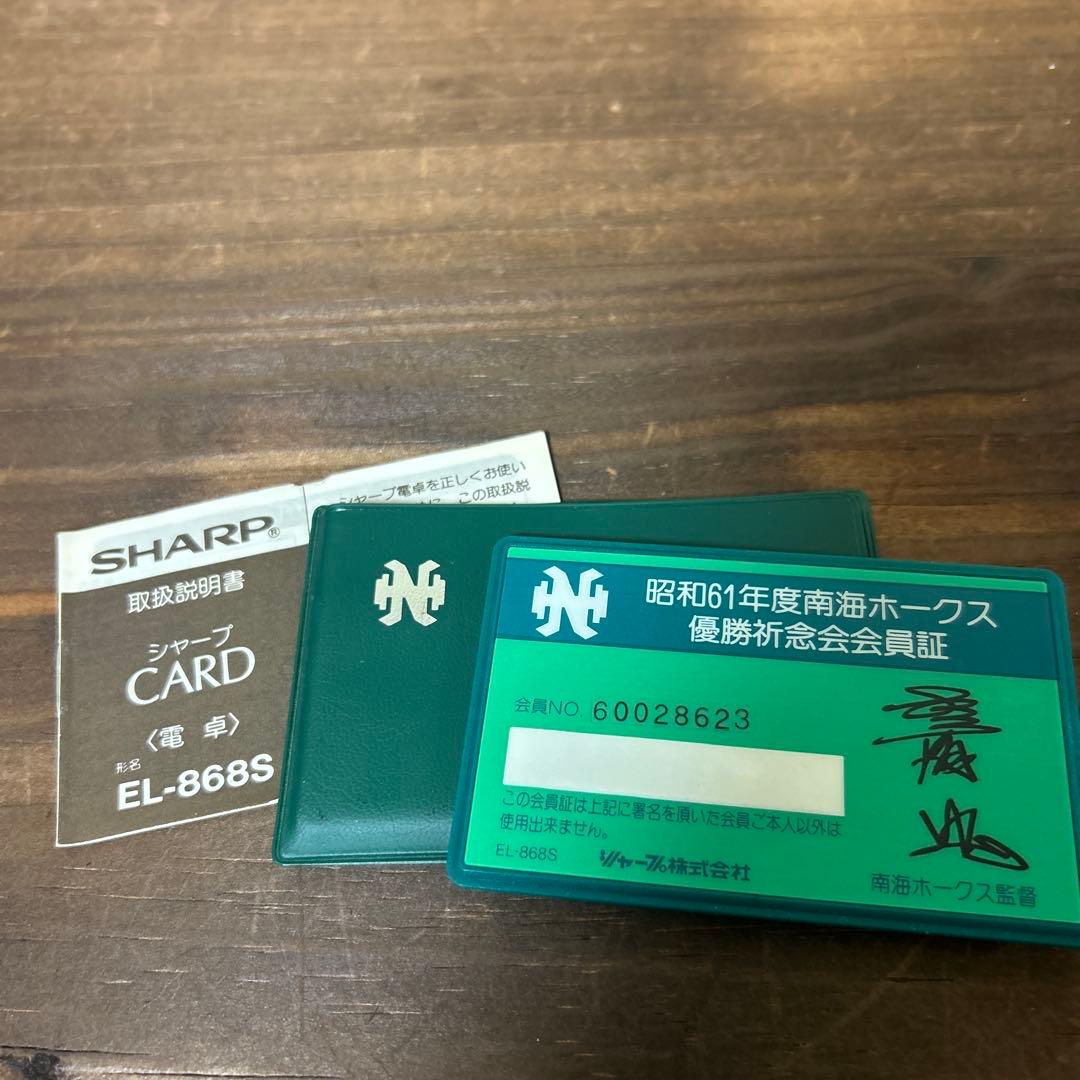 SHARP®
取扱説明書
シャープ
CARD
〈電卓〉
形名
EL-868S
シャープ電卓を正しくお使い
この取扱説
昭和61年度南海ホークス
優勝祈念会会員証
会員NO. 60028623
この会員証は上記に署名を頂いた会員ご本人以外は
使用出来ません。
EL-868S シャープ株式会社
南海ホークス監督